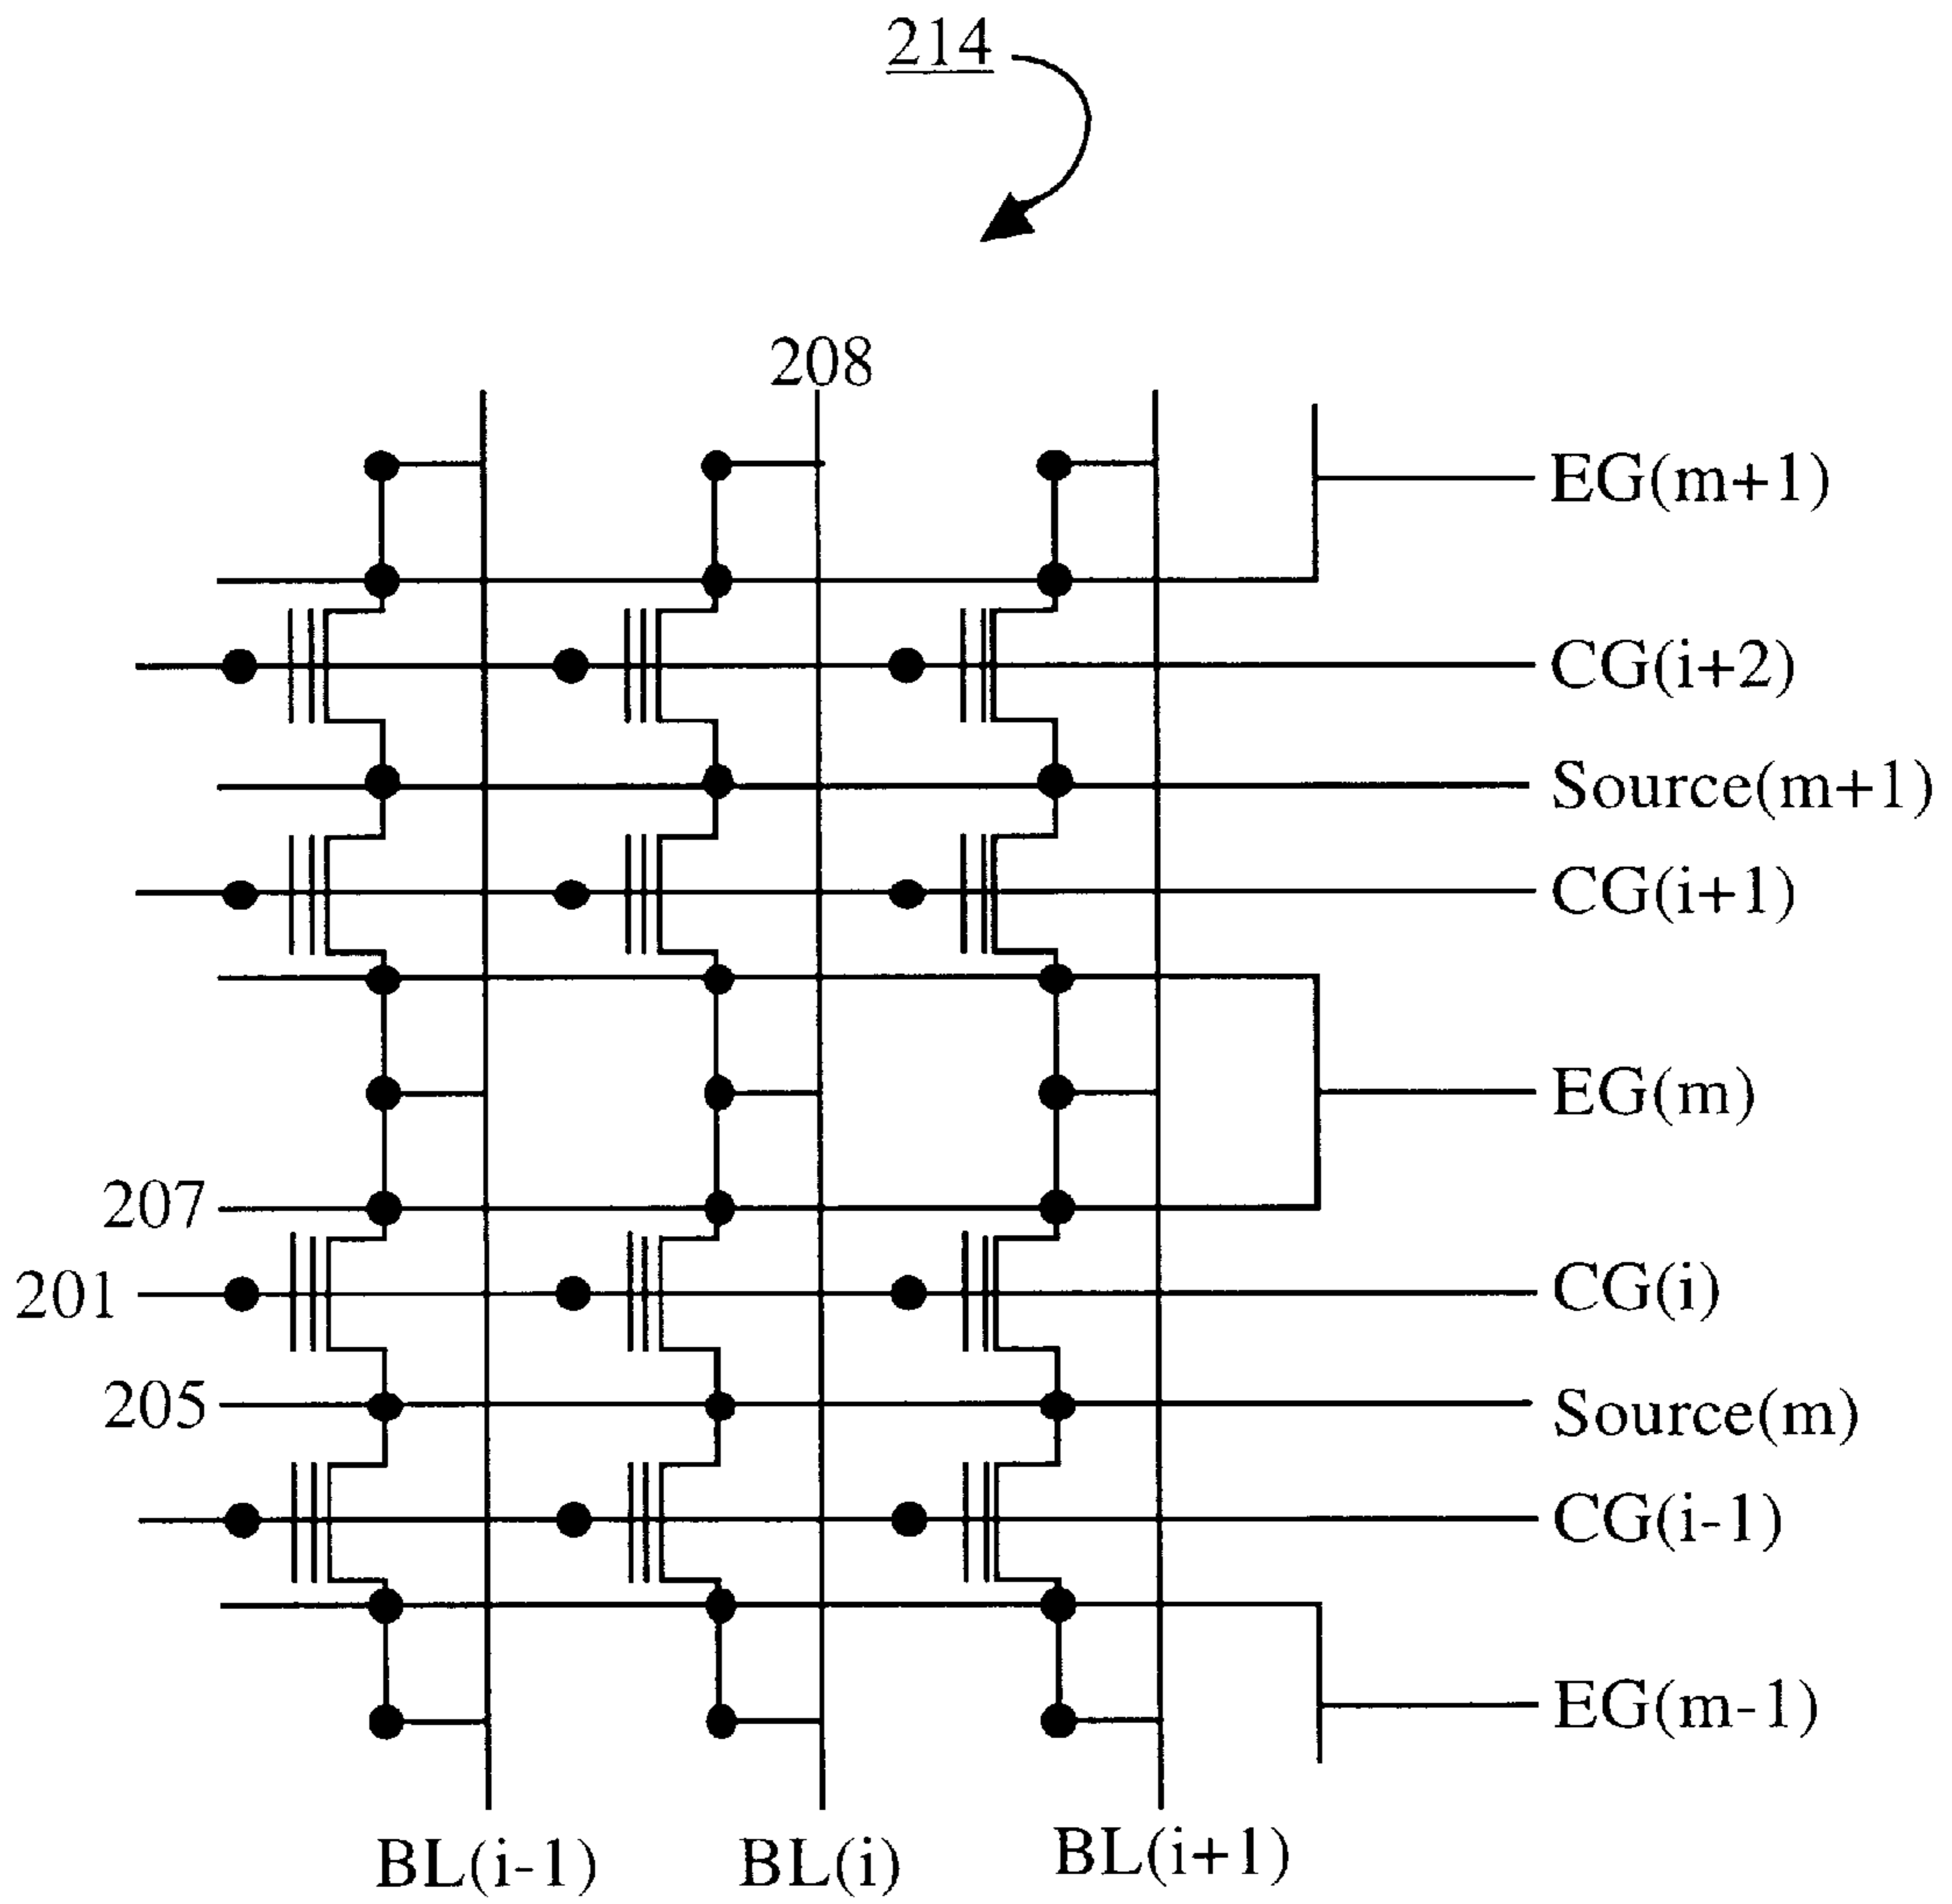 214
208
EG(m+1)
CG(i+2)
Source(m+1)
CG(i+1)
EG(m)
207
201
CG(i)
205
Source(m)
CG(i-1)
EG(m-1)
BL(i-1)
BL(i)
BL(i+1)